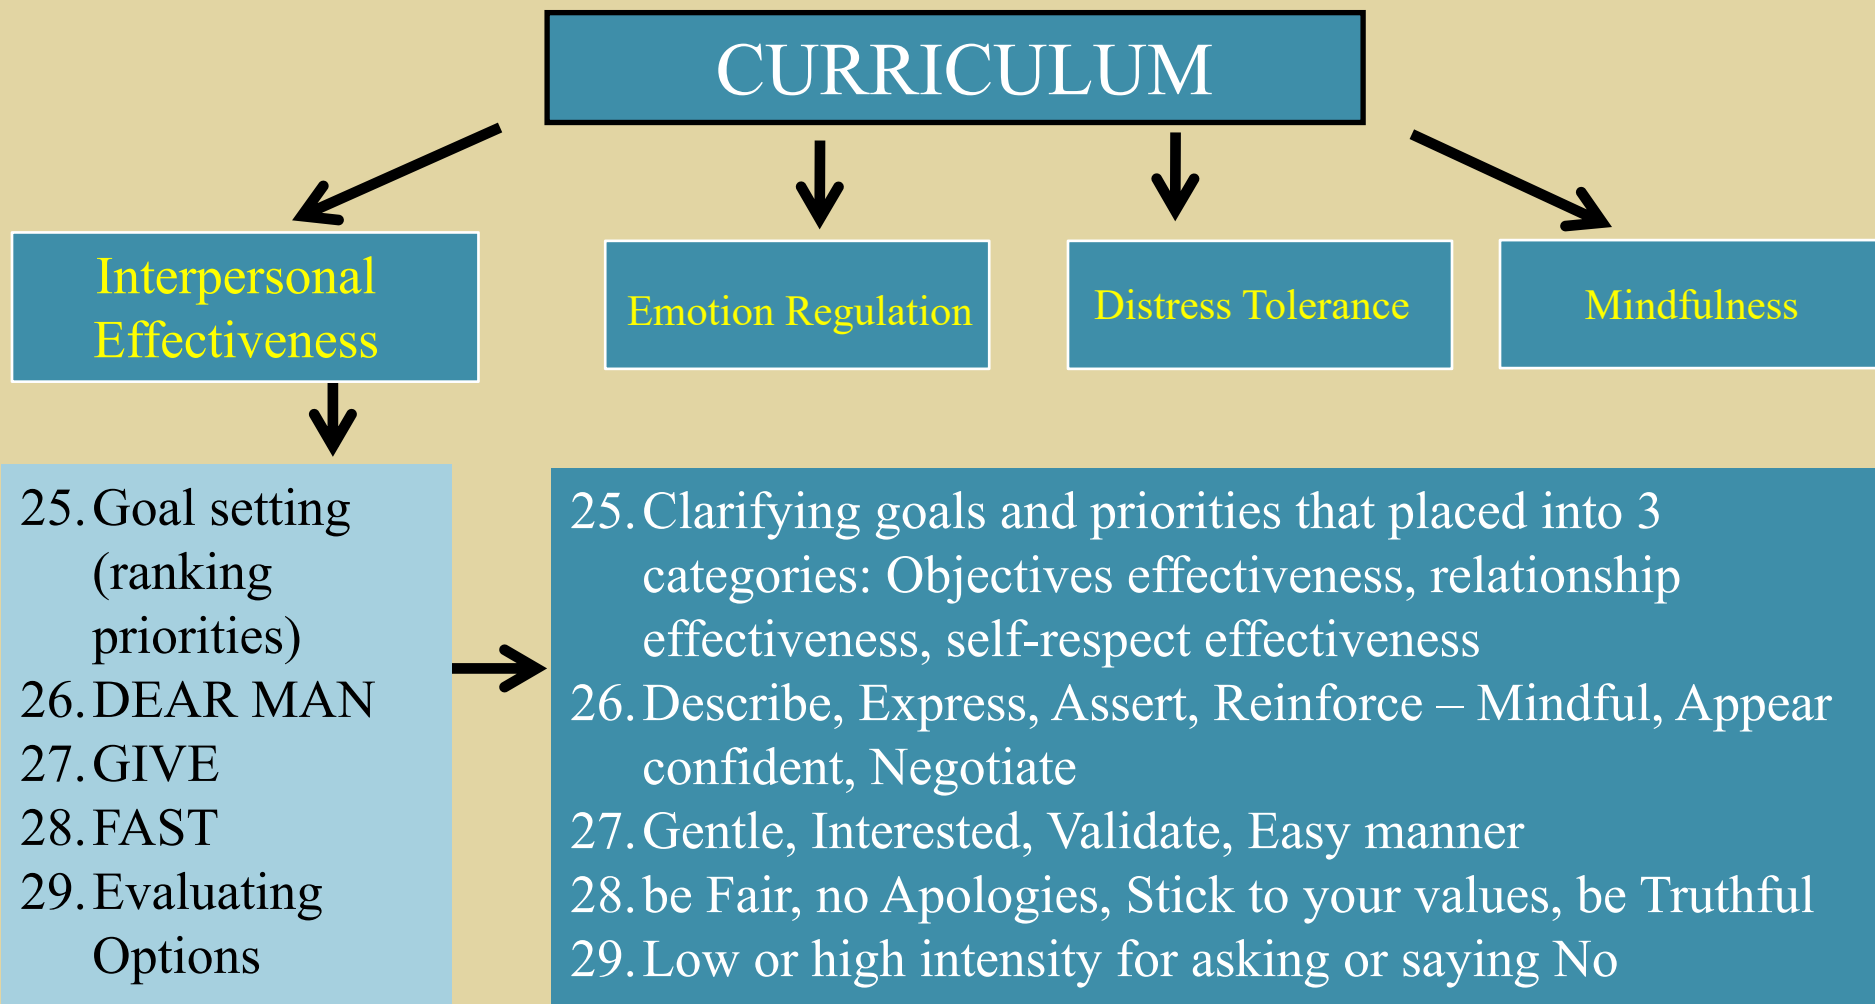 CURRICULUM
Interpersonal
Effectiveness
Emotion Regulation
Distress Tolerance
Mindfulness
25. Goal setting
(ranking
priorities)
26. DEAR MAN
27. GIVE
28. FAST
29. Evaluating
Options
25. Clarifying goals and priorities that placed into 3
categories: Objectives effectiveness, relationship
effectiveness, self-respect effectiveness
26. Describe, Express, Assert, Reinforce – Mindful, Appear
confident, Negotiate
27. Gentle, Interested, Validate, Easy manner
28. be Fair, no Apologies, Stick to your values, be Truthful
29. Low or high intensity for asking or saying No